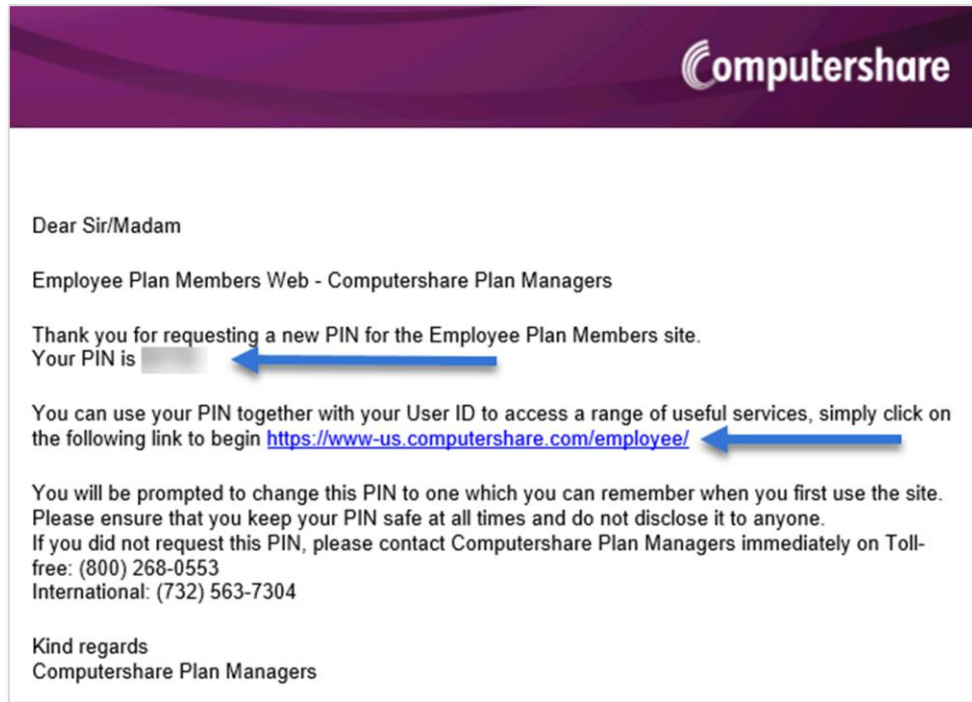 Computershare
Dear Sir/Madam
Employee Plan Members Web - Computershare Plan Managers
Thank you for requesting a new PIN for the Employee Plan Members site.
Your PIN is
You can use your PIN together with your User ID to access a range of useful services, simply click on
the following link to begin https://www-us.computershare.com/employee/
You will be prompted to change this PIN to one which you can remember when you first use the site.
Please ensure that you keep your PIN safe at all times and do not disclose it to anyone.
If you did not request this PIN, please contact Computershare Plan Managers immediately on Toll-
free: (800) 268-0553
International: (732) 563-7304
Kind regards
Computershare Plan Managers